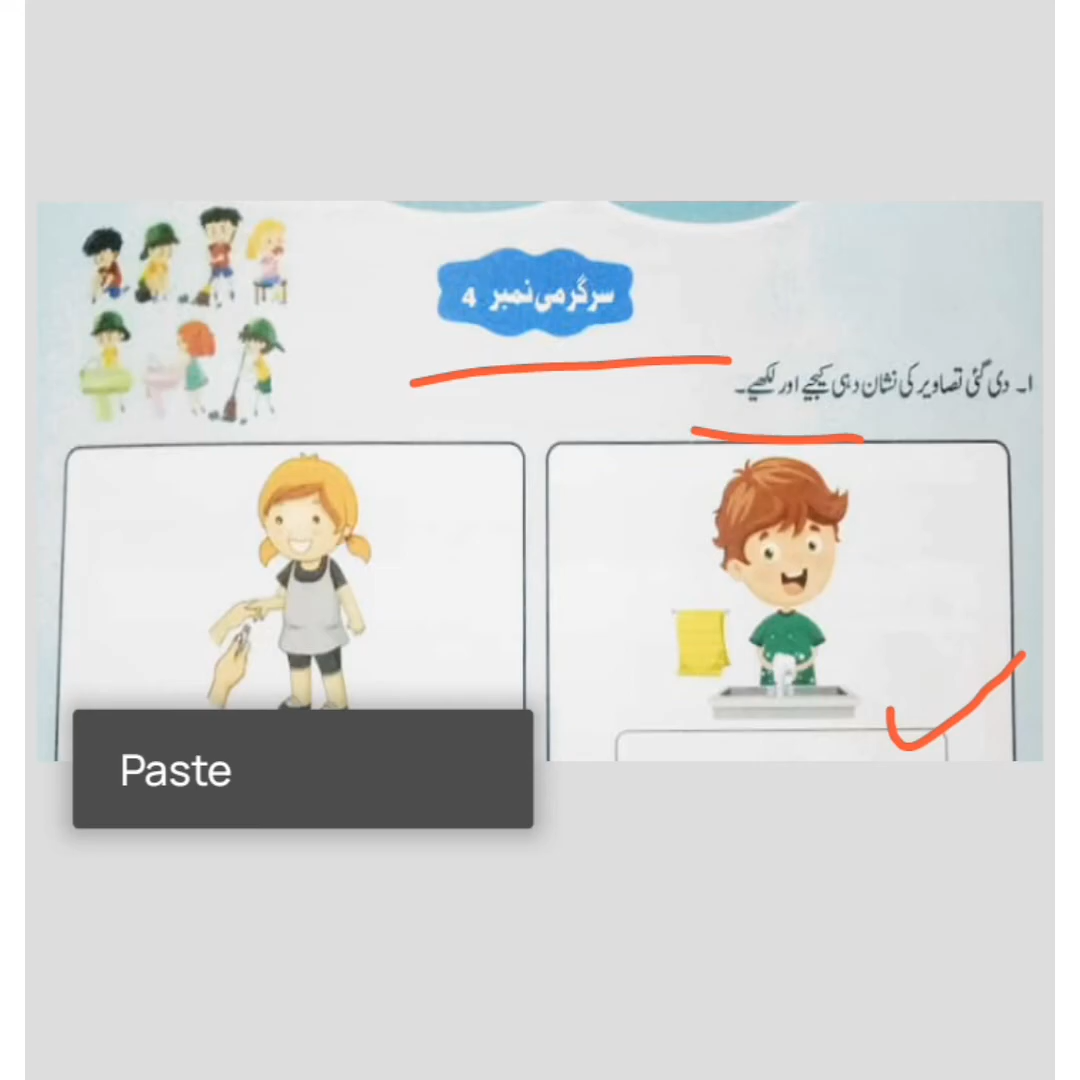 سرگرمی نمبر 4
ا۔ دی گئی تصاویر کی نشان دہی کیجیے اور لکھیے۔
Paste